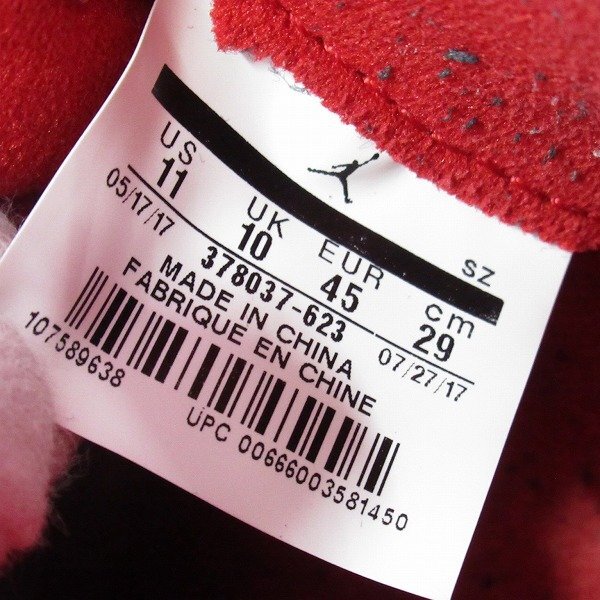 SZ
US UK EUR cm
11 10 45 29
05/17/17 07/27/17
378037-623
MADE IN CHINA
FABRIQUE EN CHINE
107589638
UPC 00666003581450